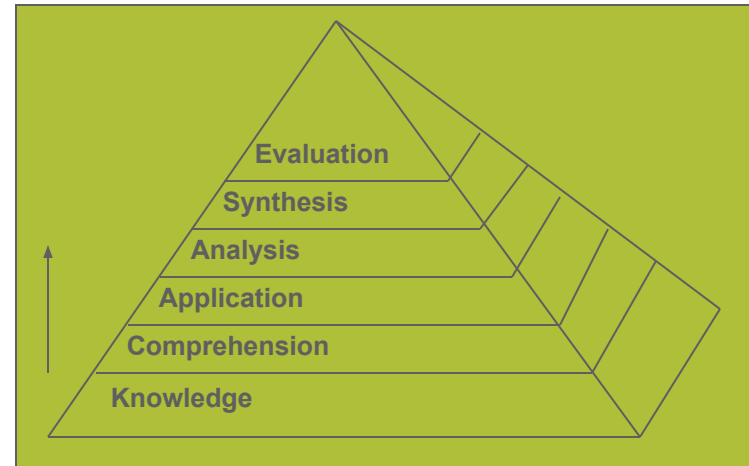 Evaluation
Synthesis
Analysis
Application
Comprehension
Knowledge